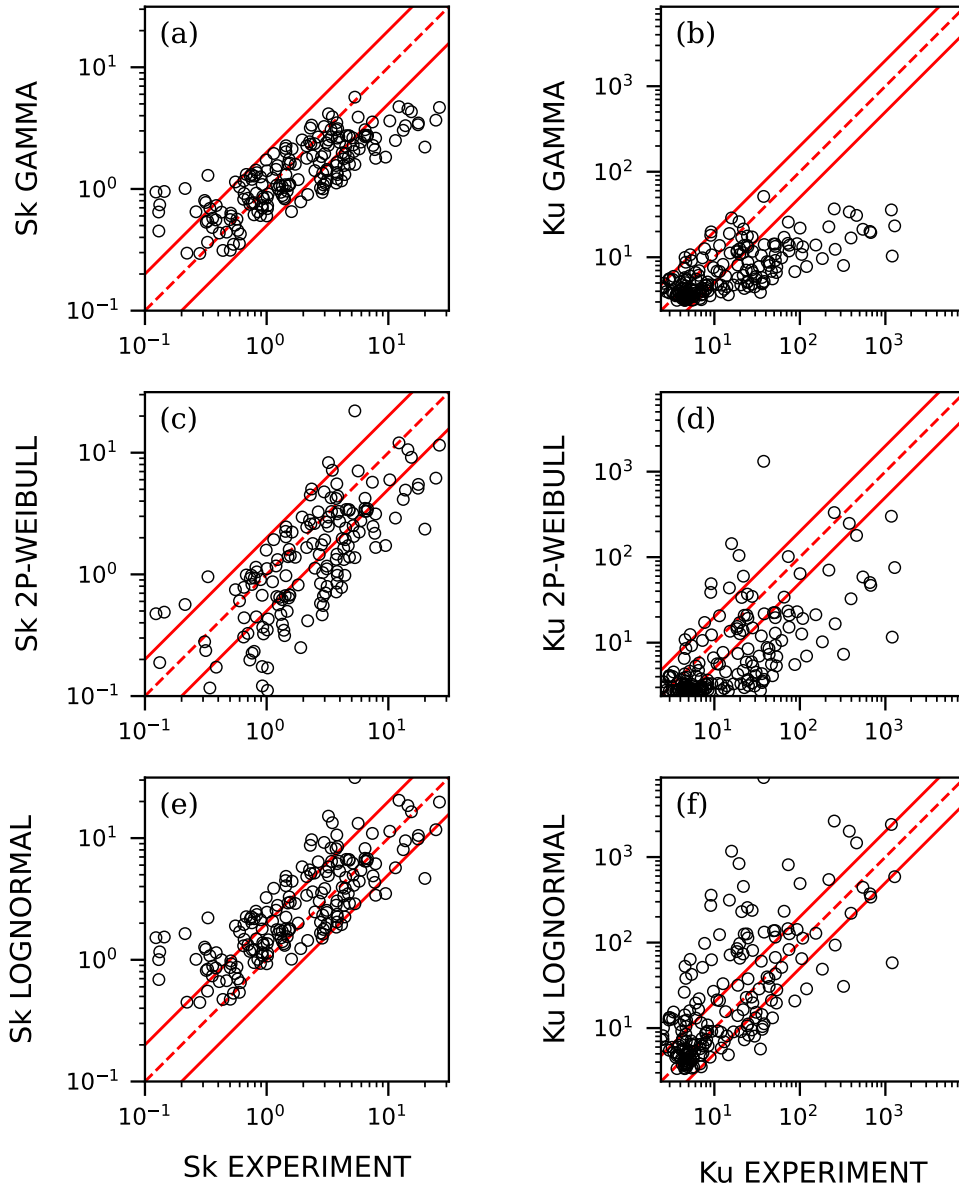 (a)
Sk GAMMA
10¹
10⁰
10⁻¹
10⁻¹ 10⁰ 10¹
(b)
Ku GAMMA
10³
10²
10¹
10¹ 10² 10³
(c)
Sk 2P-WEIBULL
10¹
10⁰
10⁻¹
10⁻¹ 10⁰ 10¹
(d)
Ku 2P-WEIBULL
10³
10²
10¹
10¹ 10² 10³
(e)
Sk LOGNORMAL
10¹
10⁰
10⁻¹
10⁻¹ 10⁰ 10¹
Sk EXPERIMENT
(f)
Ku LOGNORMAL
10³
10²
10¹
10¹ 10² 10³
Ku EXPERIMENT